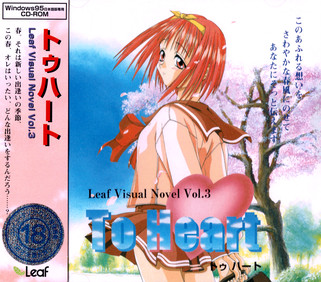 Windows95日本語版専用
CD-ROM
トゥハート
Leaf Visual Novel Vol.3
春、それは新しい出逢いの季節。
この春、オレはいったい、どんな出逢いをするんだろう……？
18
Leaf
このあふれる想いを、
さわやかな春風にのせて
あなたに
Leaf Visual Novel Vol.3
To Heart
トゥ ハート